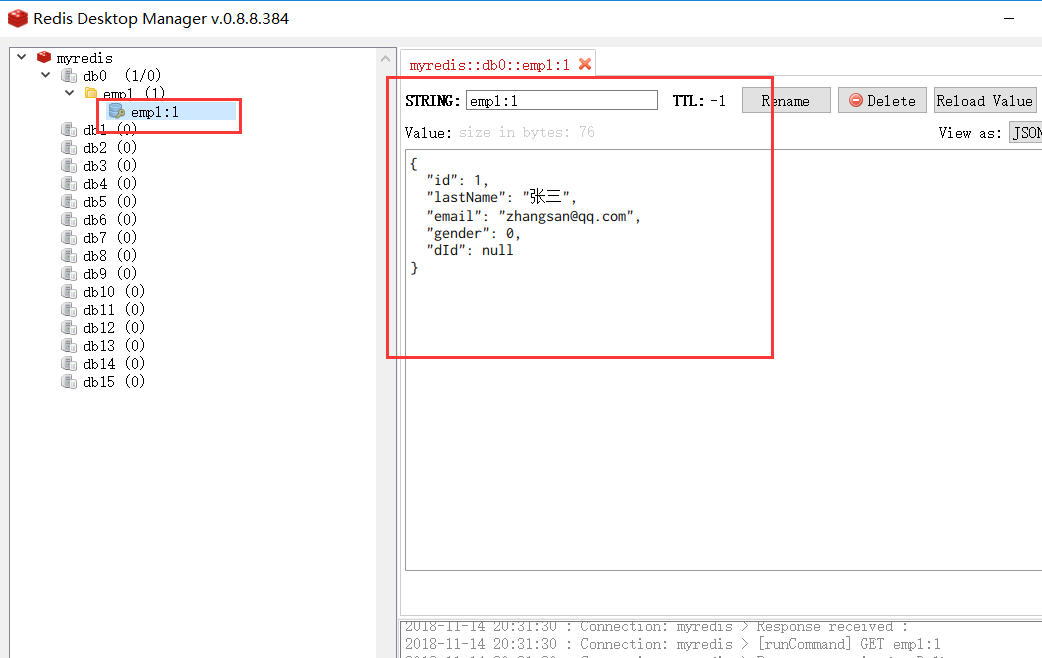 Redis Desktop Manager v.0.8.8.384
myredis
db0 (1/0)
emp1 (1)
emp1:1
db1 (0)
db2 (0)
db3 (0)
db4 (0)
db5 (0)
db6 (0)
db7 (0)
db8 (0)
db9 (0)
db10 (0)
db11 (0)
db12 (0)
db13 (0)
db14 (0)
db15 (0)
myredis::db0::emp1:1
STRING: emp1:1 TTL: -1 Rename Delete Reload Value
Value: size in bytes: 76 View as: JSON
{
"id": 1,
"lastName": "张三",
"email": "zhangsan@qq.com",
"gender": 0,
"dId": null
}
2018-11-14 20:31:30 : Connection: myredis > Response received :
2018-11-14 20:31:30 : Connection: myredis > [runCommand] GET emp1:1